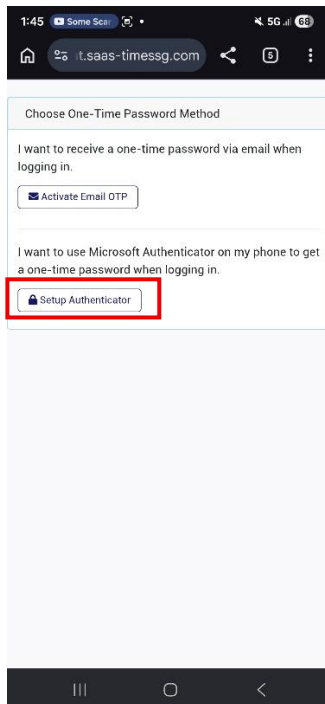 1:45 Some Scar 5G 68
t.saas-timessg.com 5
Choose One-Time Password Method
I want to receive a one-time password via email when
logging in.
Activate Email OTP
I want to use Microsoft Authenticator on my phone to get
a one-time password when logging in.
Setup Authenticator